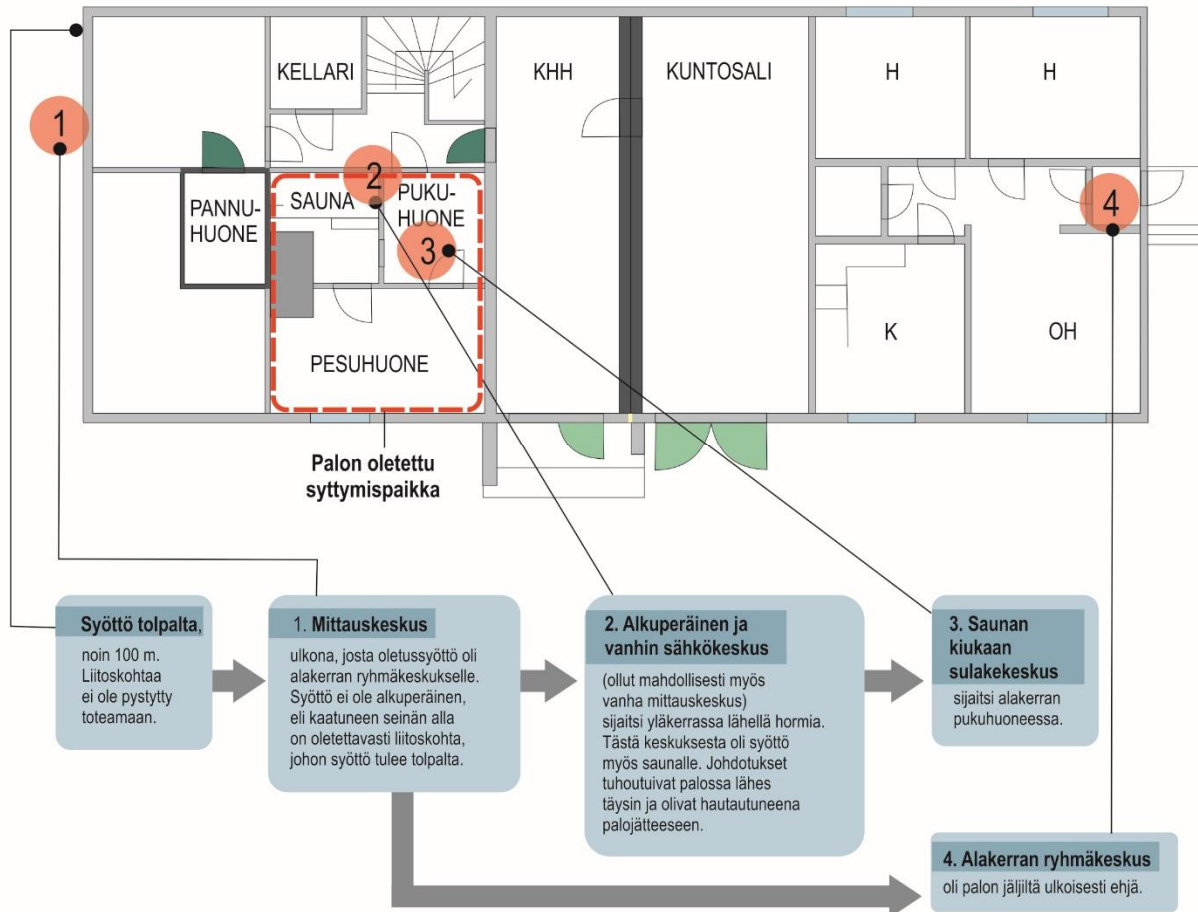 KELLARI
KHH
KUNTOSALI
H
H
1
2
SAUNA
PUKU-
HUONE
PANNU-
HUONE
3
4
K
OH
PESUHUONE
Palon oletettu
syttymispaikka
Syöttö tolpalta,
noin 100 m.
Liitoskohtaa
ei ole pystytty
toteamaan.
1. Mittauskeskus
ulkona, josta oletussyöttö oli
alakerran ryhmäkeskukselle.
Syöttö ei ole alkuperäinen,
eli kaatuneen seinän alla
on oletettavasti liitoskohta,
johon syöttö tulee tolpalta.
2. Alkuperäinen ja
vanhin sähkökeskus
(ollut mahdollisesti myös
vanha mittauskeskus)
sijaitsi yläkerrassa lähellä hormia.
Tästä keskuksesta oli syöttö
myös saunalle. Johdotukset
tuhoutuivat palossa lähes
täysin ja olivat hautautuneena
palojätteeseen.
3. Saunan
kiukaan
sulakekeskus
sijaitsi alakerran
pukuhuoneessa.
4. Alakerran ryhmäkeskus
oli palon jäljiltä ulkoisesti ehjä.